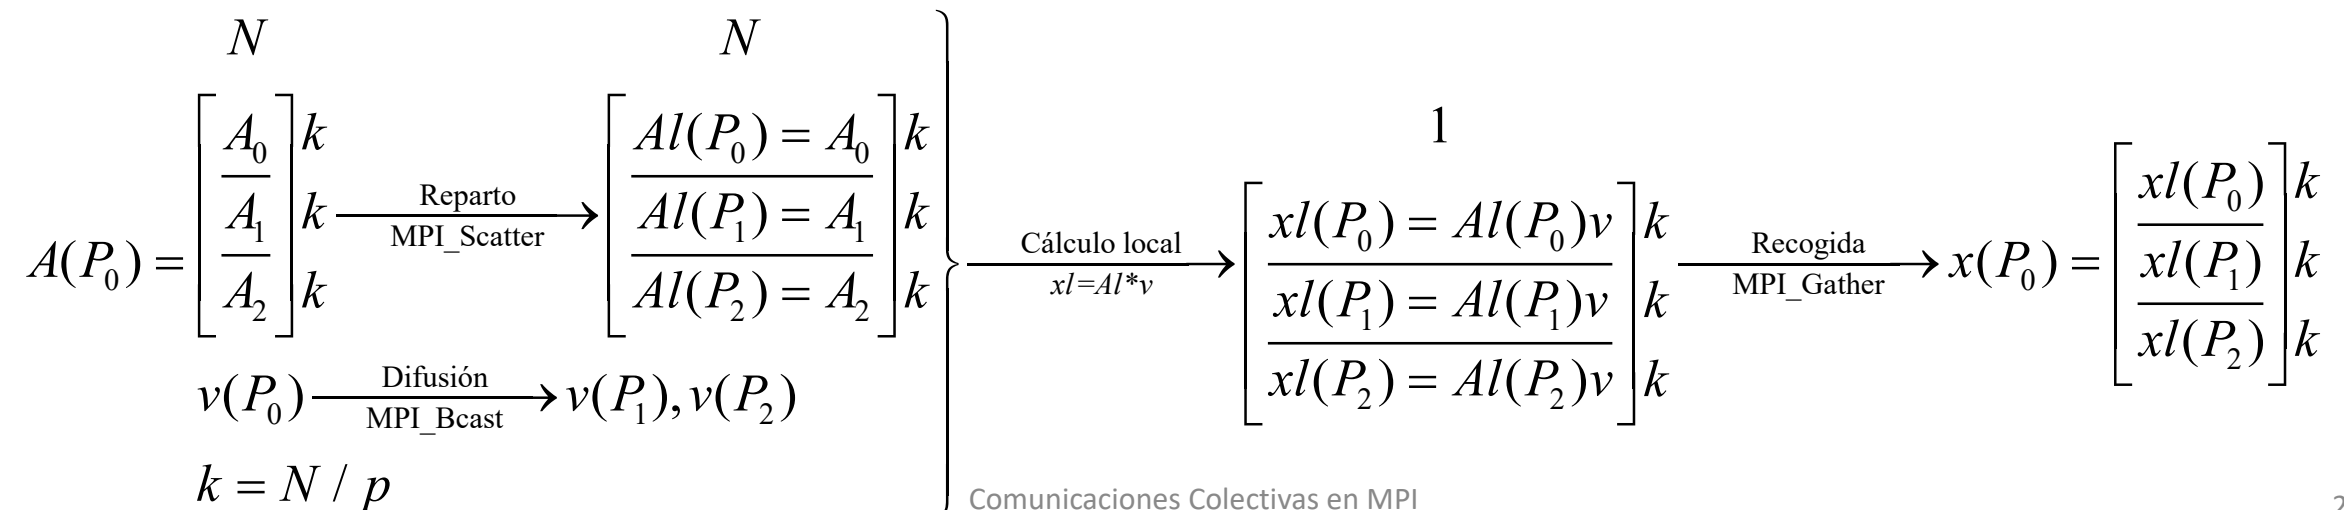 N N
A(P₀) = [A₀ / A₁ / A₂] k k k
Reparto
MPI_Scatter
Al(P₀) = A₀ k
Al(P₁) = A₁ k
Al(P₂) = A₂ k
v(P₀) Difusión MPI_Bcast v(P₁), v(P₂)
k = N / p
Cálculo local
xl=Al*v
1
xl(P₀) = Al(P₀)v k
xl(P₁) = Al(P₁)v k
xl(P₂) = Al(P₂)v k
Recogida
MPI_Gather
x(P₀) = [xl(P₀) / xl(P₁) / xl(P₂)] k k k
Comunicaciones Colectivas en MPI